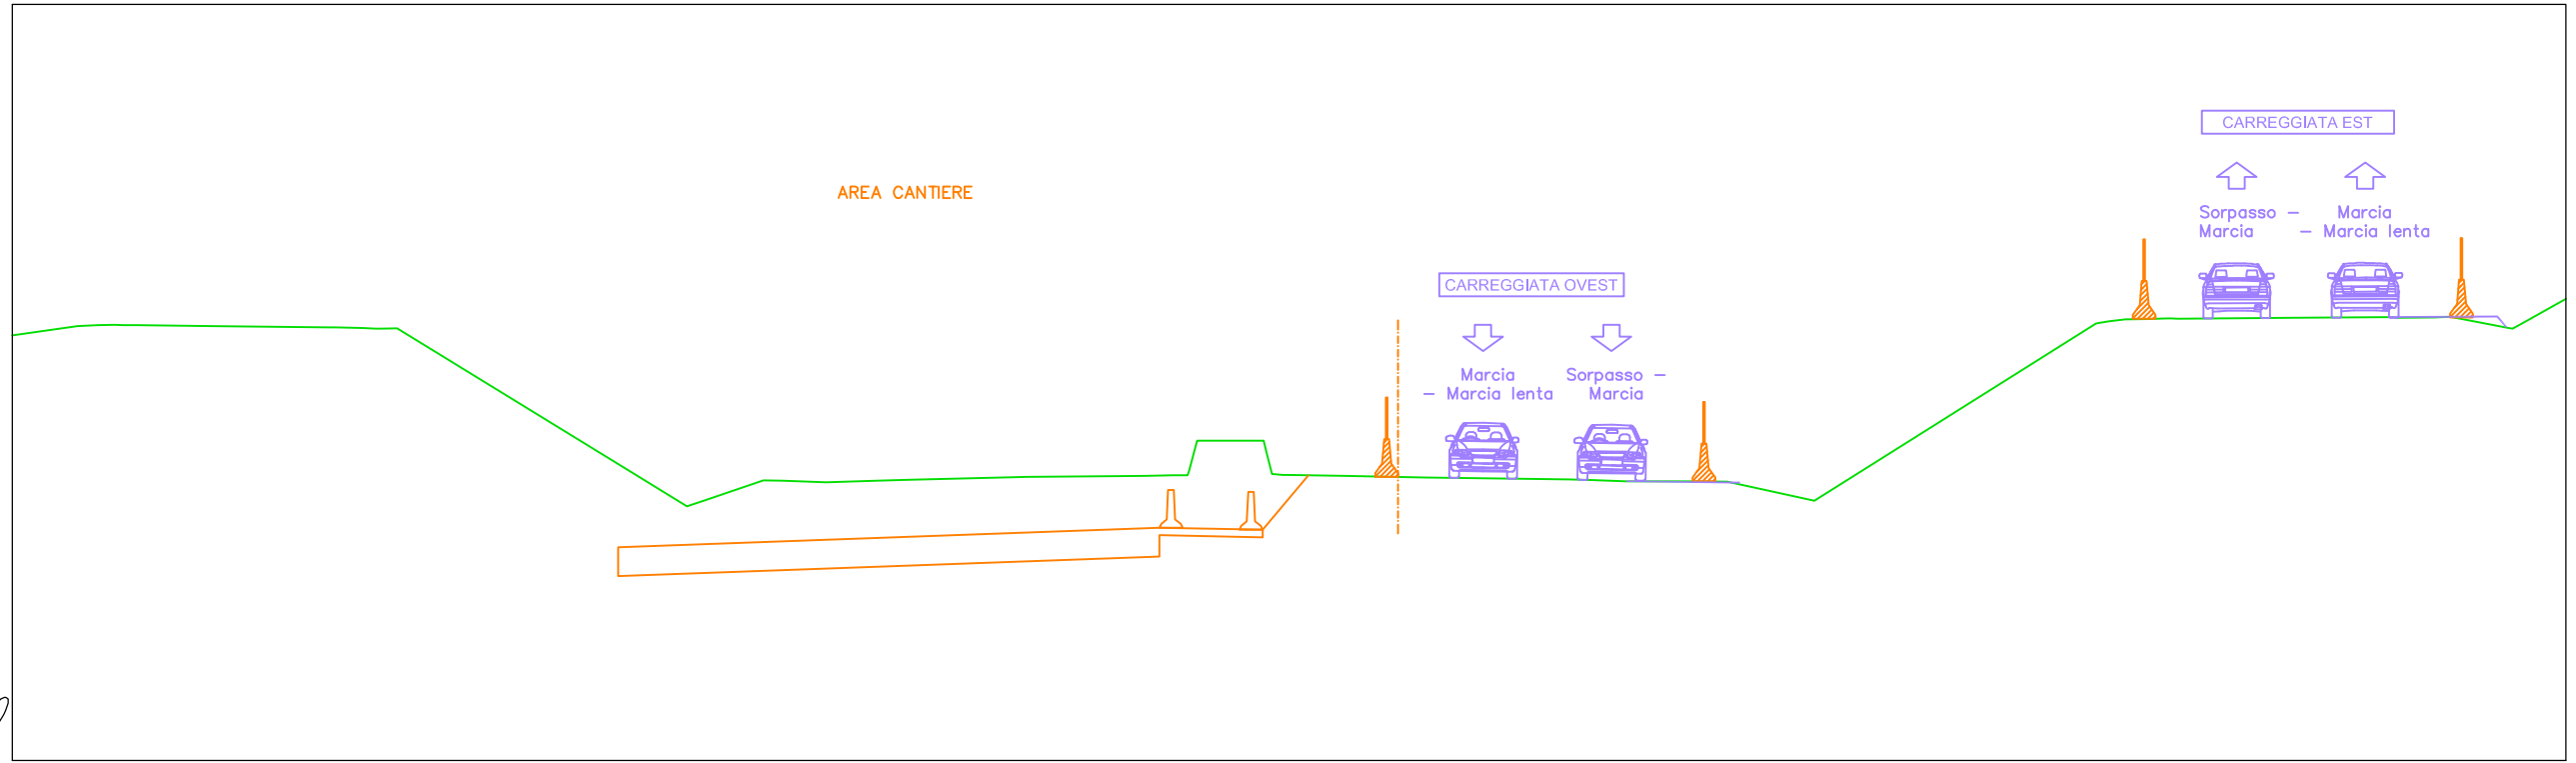 CARREGGIATA EST
AREA CANTIERE
Sorpasso - Marcia
Marcia - Marcia lenta
CARREGGIATA OVEST
Marcia Sorpasso -
- Marcia lenta Marcia